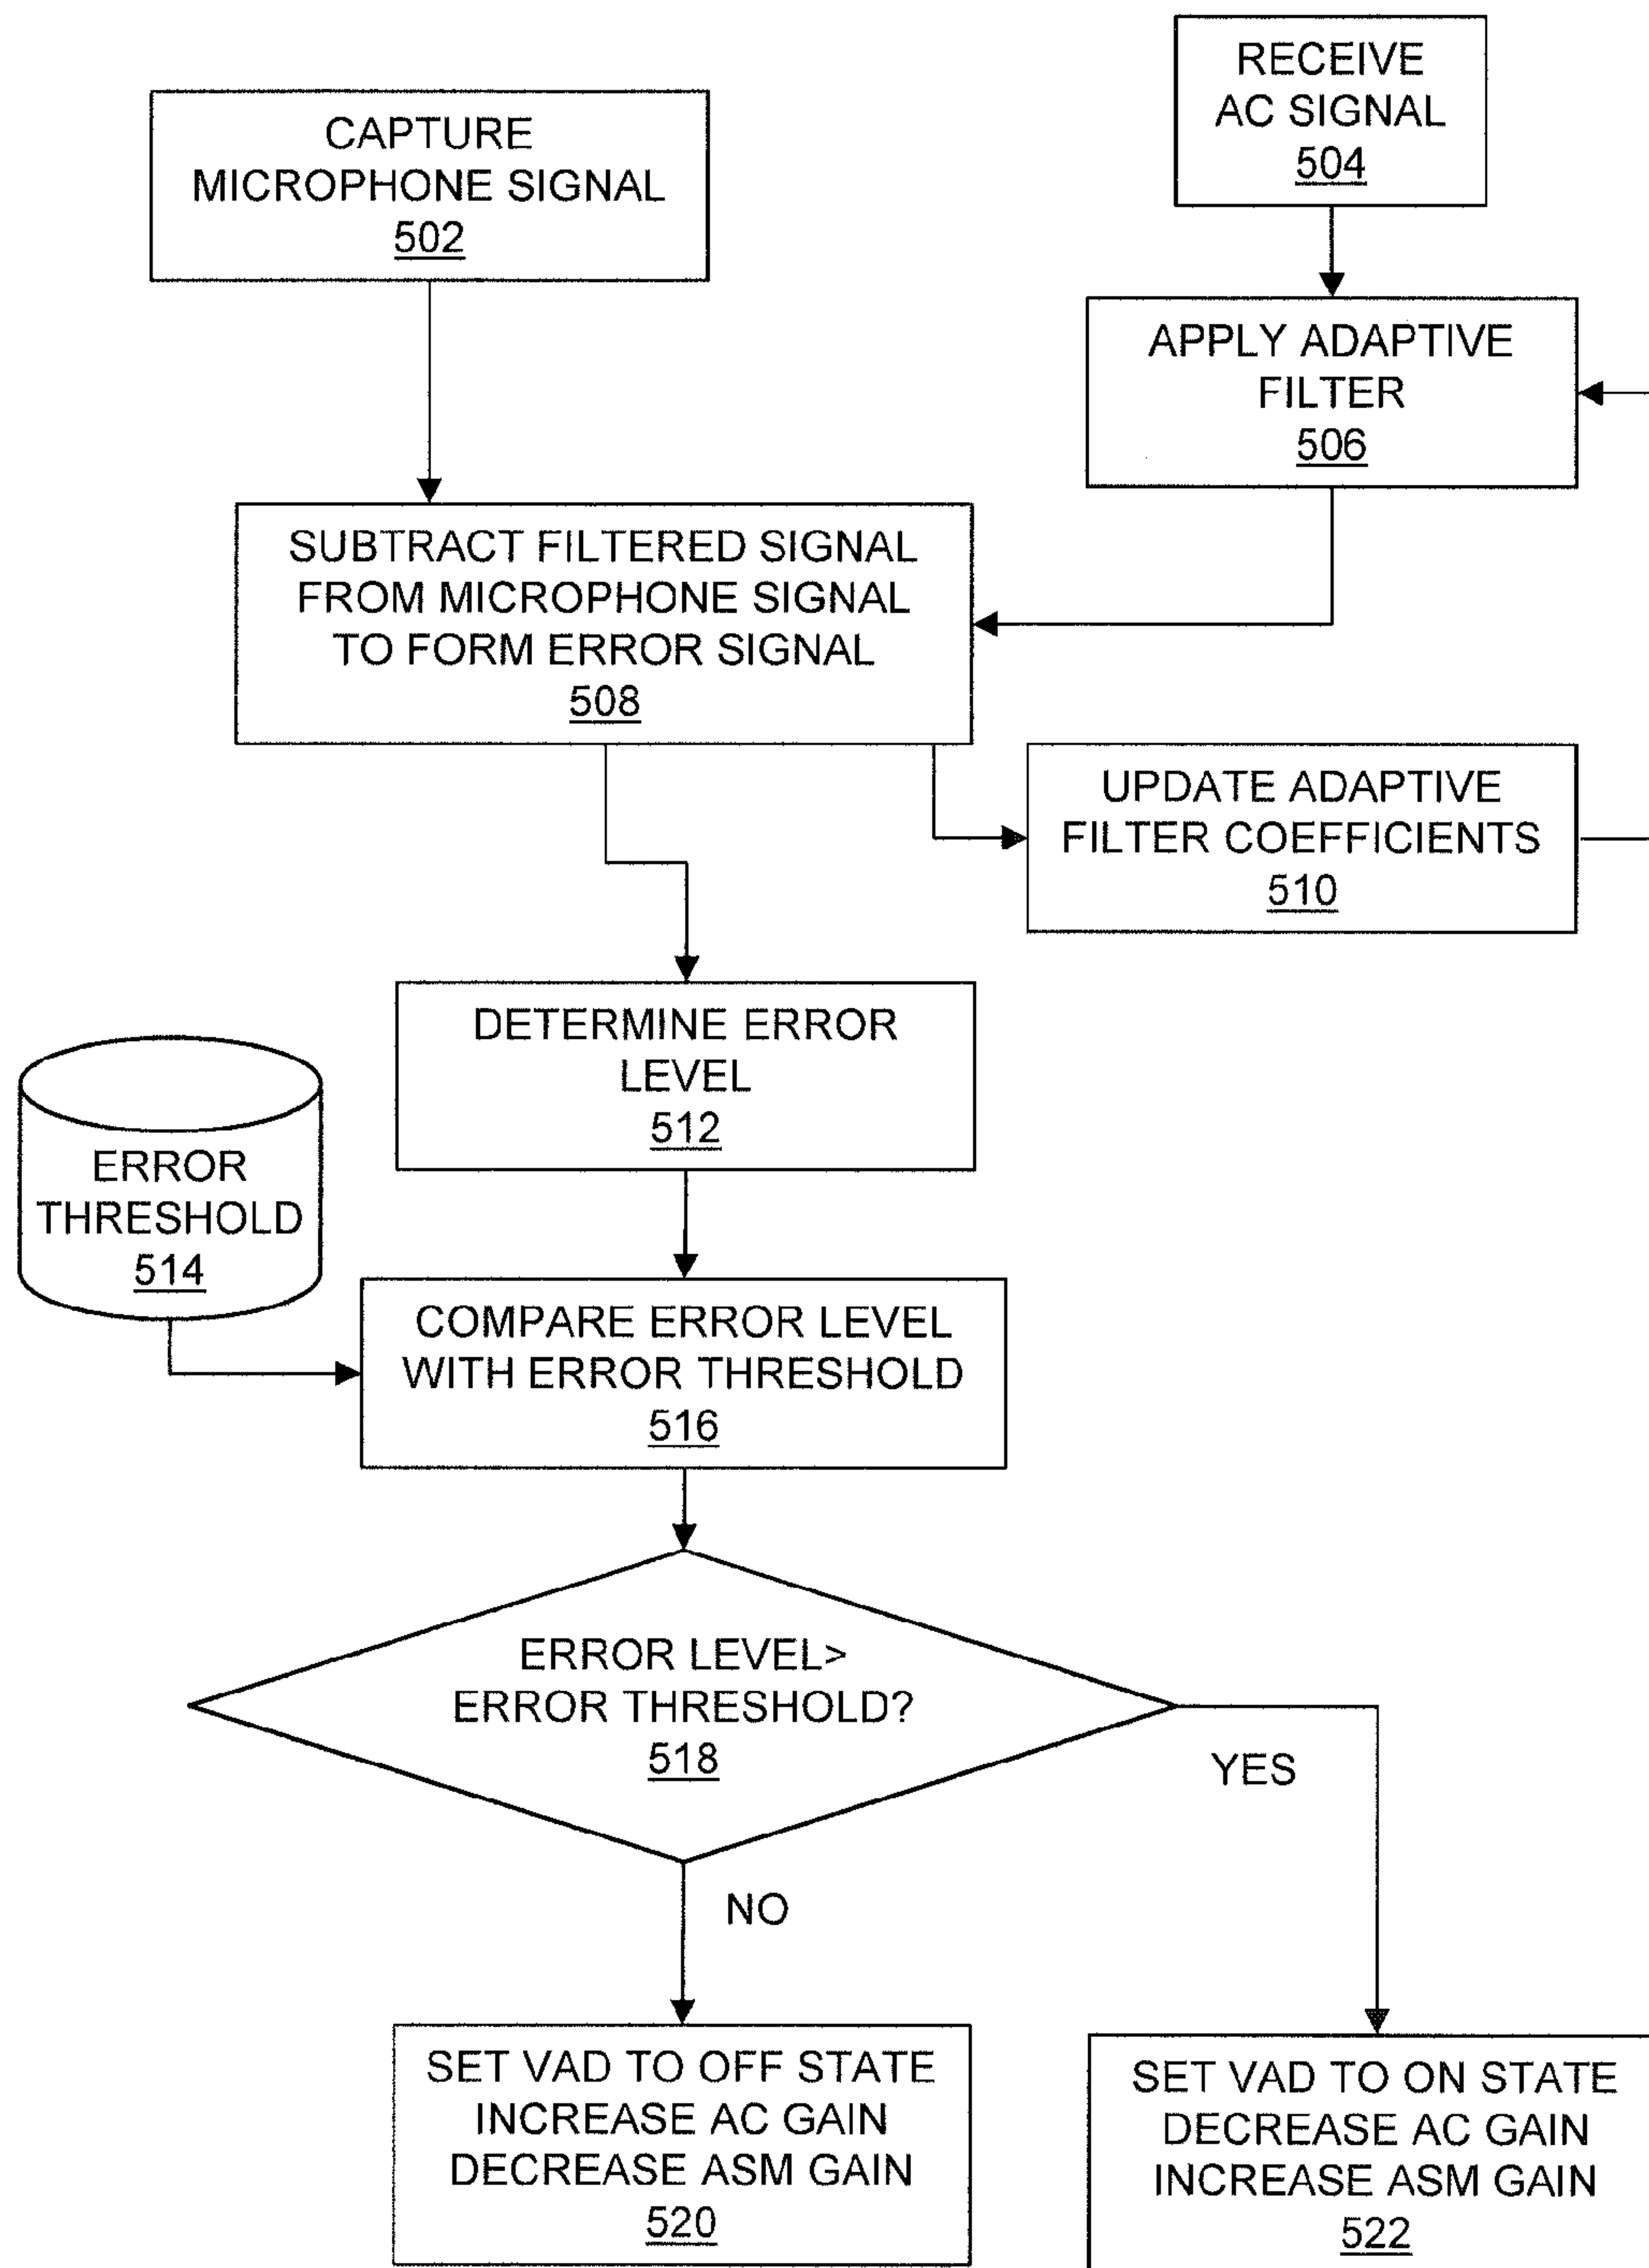 RECEIVE
AC SIGNAL
504
CAPTURE
MICROPHONE SIGNAL
502
APPLY ADAPTIVE
FILTER
506
SUBTRACT FILTERED SIGNAL
FROM MICROPHONE SIGNAL
TO FORM ERROR SIGNAL
508
UPDATE ADAPTIVE
FILTER COEFFICIENTS
510
DETERMINE ERROR
LEVEL
512
ERROR
THRESHOLD
514
COMPARE ERROR LEVEL
WITH ERROR THRESHOLD
516
ERROR LEVEL>
ERROR THRESHOLD?
518
YES
NO
SET VAD TO OFF STATE
INCREASE AC GAIN
DECREASE ASM GAIN
520
SET VAD TO ON STATE
DECREASE AC GAIN
INCREASE ASM GAIN
522